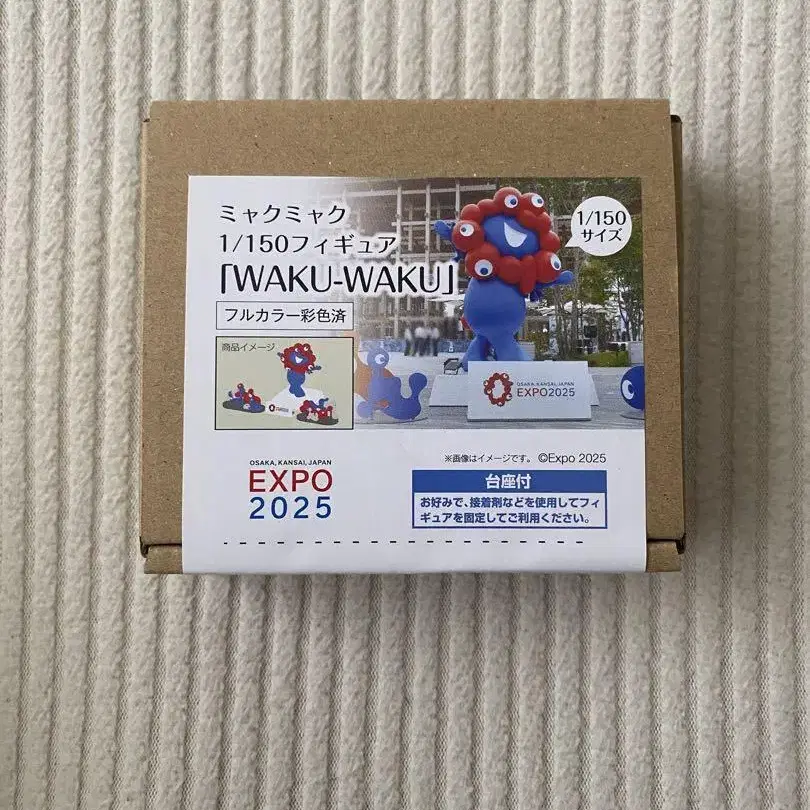 ミャクミャク
1/150フィギュア
「WAKU-WAKU」
フルカラー彩色済
1/150
サイズ
商品イメージ
OSAKA, KANSAI, JAPAN
EXPO2025
※画像はイメージです。 ©Expo 2025
OSAKA, KANSAI, JAPAN
EXPO
2025
台座付
お好みで、接着剤などを使用してフィ
ギュアを固定してご利用ください。